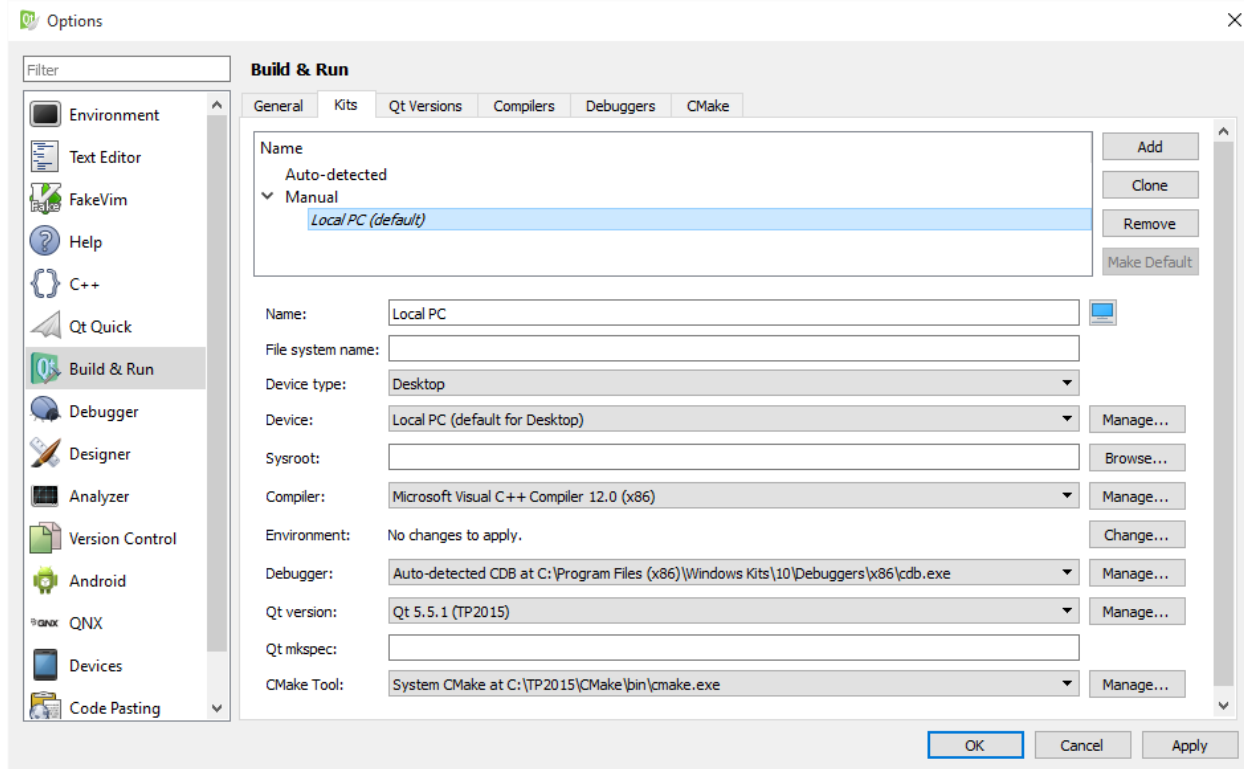 Options
Filter
Environment
Text Editor
FakeVim
Help
C++
Qt Quick
Build & Run
Debugger
Designer
Analyzer
Version Control
Android
QNX
Devices
Code Pasting
Build & Run
General Kits Qt Versions Compilers Debuggers CMake
Name
Auto-detected
Manual
Local PC (default)
Add
Clone
Remove
Make Default
Name: Local PC
File system name:
Device type: Desktop
Device: Local PC (default for Desktop) Manage...
Sysroot: Browse...
Compiler: Microsoft Visual C++ Compiler 12.0 (x86) Manage...
Environment: No changes to apply. Change...
Debugger: Auto-detected CDB at C:\Program Files (x86)\Windows Kits\10\Debuggers\x86\cdb.exe Manage...
Qt version: Qt 5.5.1 (TP2015) Manage...
Qt mkspec:
CMake Tool: System CMake at C:\TP2015\CMake\bin\cmake.exe Manage...
OK Cancel Apply